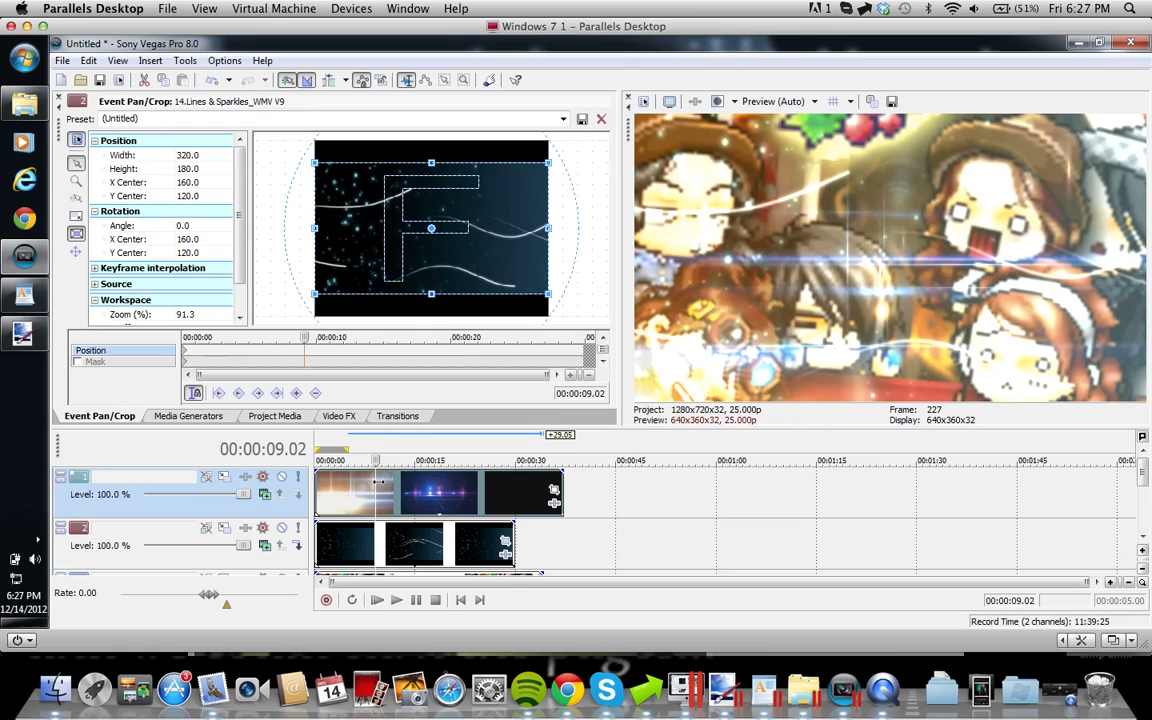 Parallels Desktop File Edit View Virtual Machine Devices Window Help 1 (51%) Fri 6:27 PM
Windows 7 1 - Parallels Desktop
Untitled * - Sony Vegas Pro 8.0
File Edit View Insert Tools Options Help
Event Pan/Crop: 14.Lines & Sparkles_WMV V9
Preview (Auto)
Preset: (Untitled)
Position
Width: 320.0
Height: 180.0
X Center: 160.0
Y Center: 120.0
Rotation
Angle: 0.0
X Center: 160.0
Y Center: 120.0
Keyframe interpolation
Source
Workspace
Zoom (%): 91.3
F
00:00:00 00:00:10 00:00:20 00
Position
Mask
00:00:09.02
Event Pan/Crop Media Generators Project Media Video FX Transitions
Project: 1280x720x32, 25.000p Frame: 227
Preview: 640x360x32, 25.000p Display: 640x360x32
+29.05
00:00:09.02
00:00:00 00:00:15 00:00:30 00:00:45 00:01:00 00:01:15 00:01:30 00:01:45 00:02
1
Level: 100.0 %
2
Level: 100.0 %
Rate: 0.00
00:00:09.02 00:00:05.00
Record Time (2 channels): 11:39:25
6:27 PM
12/14/2012
3
14